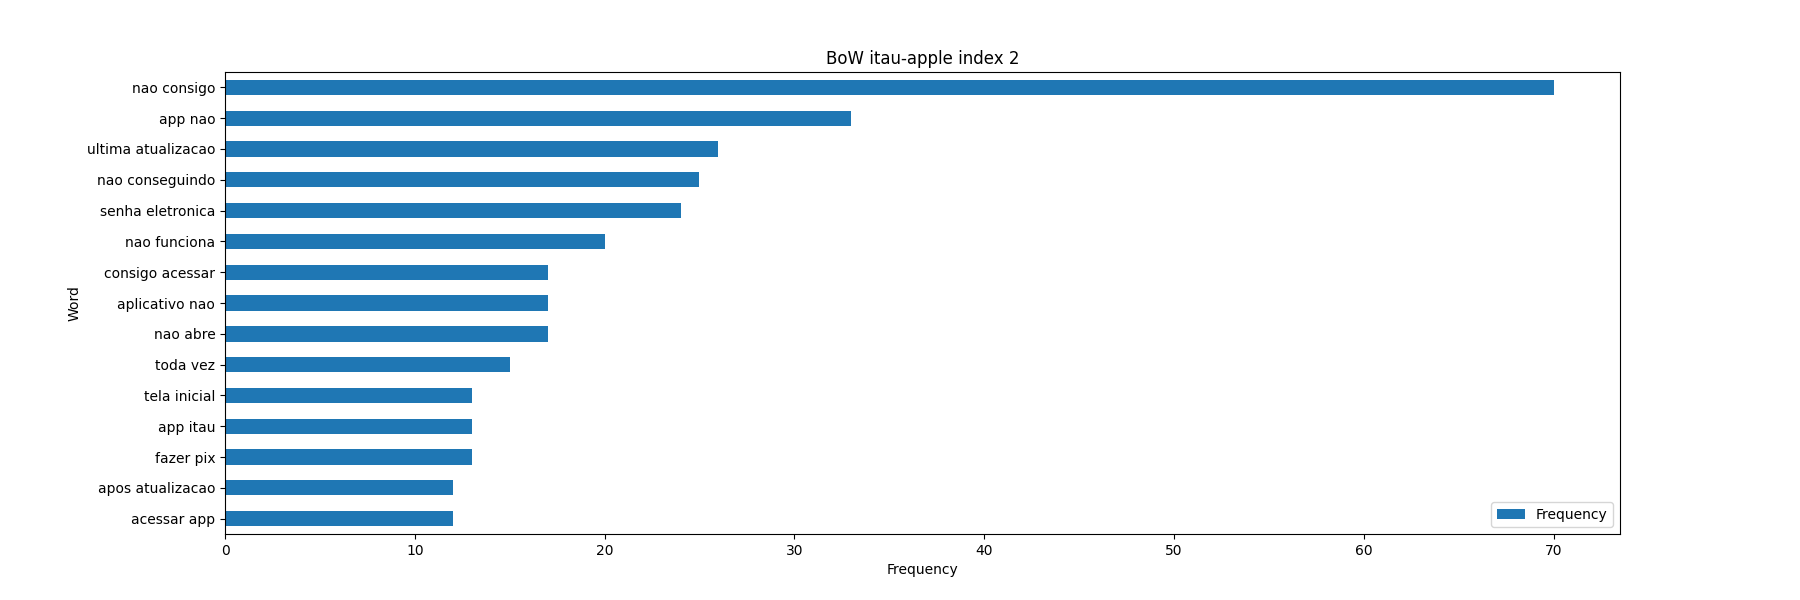 BoW itau-apple index 2
nao consigo
app nao
ultima atualizacao
nao conseguindo
senha eletronica
nao funciona
consigo acessar
aplicativo nao
nao abre
toda vez
tela inicial
app itau
fazer pix
apos atualizacao
acessar app
Word
Frequency
0 10 20 30 40 50 60 70
Frequency